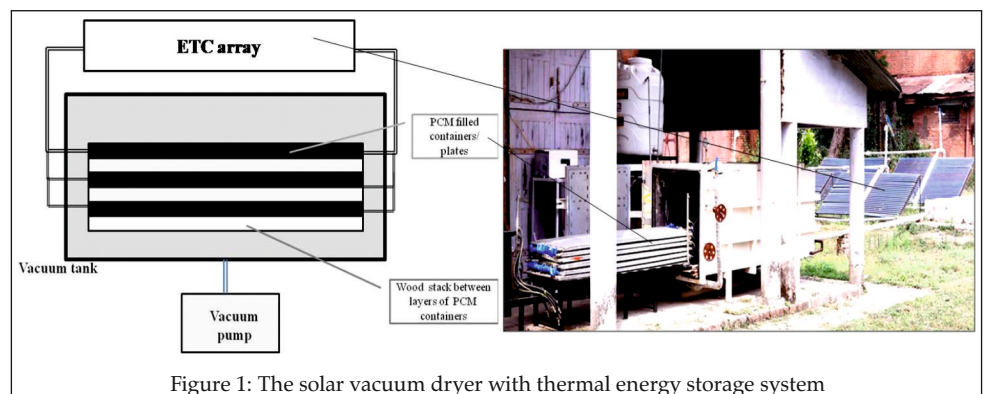 ETC array
PCM filled
containers/
plates
Vacuum tank
Wood stack between
layers of PCM
containers
Vacuum
pump
Figure 1: The solar vacuum dryer with thermal energy storage system